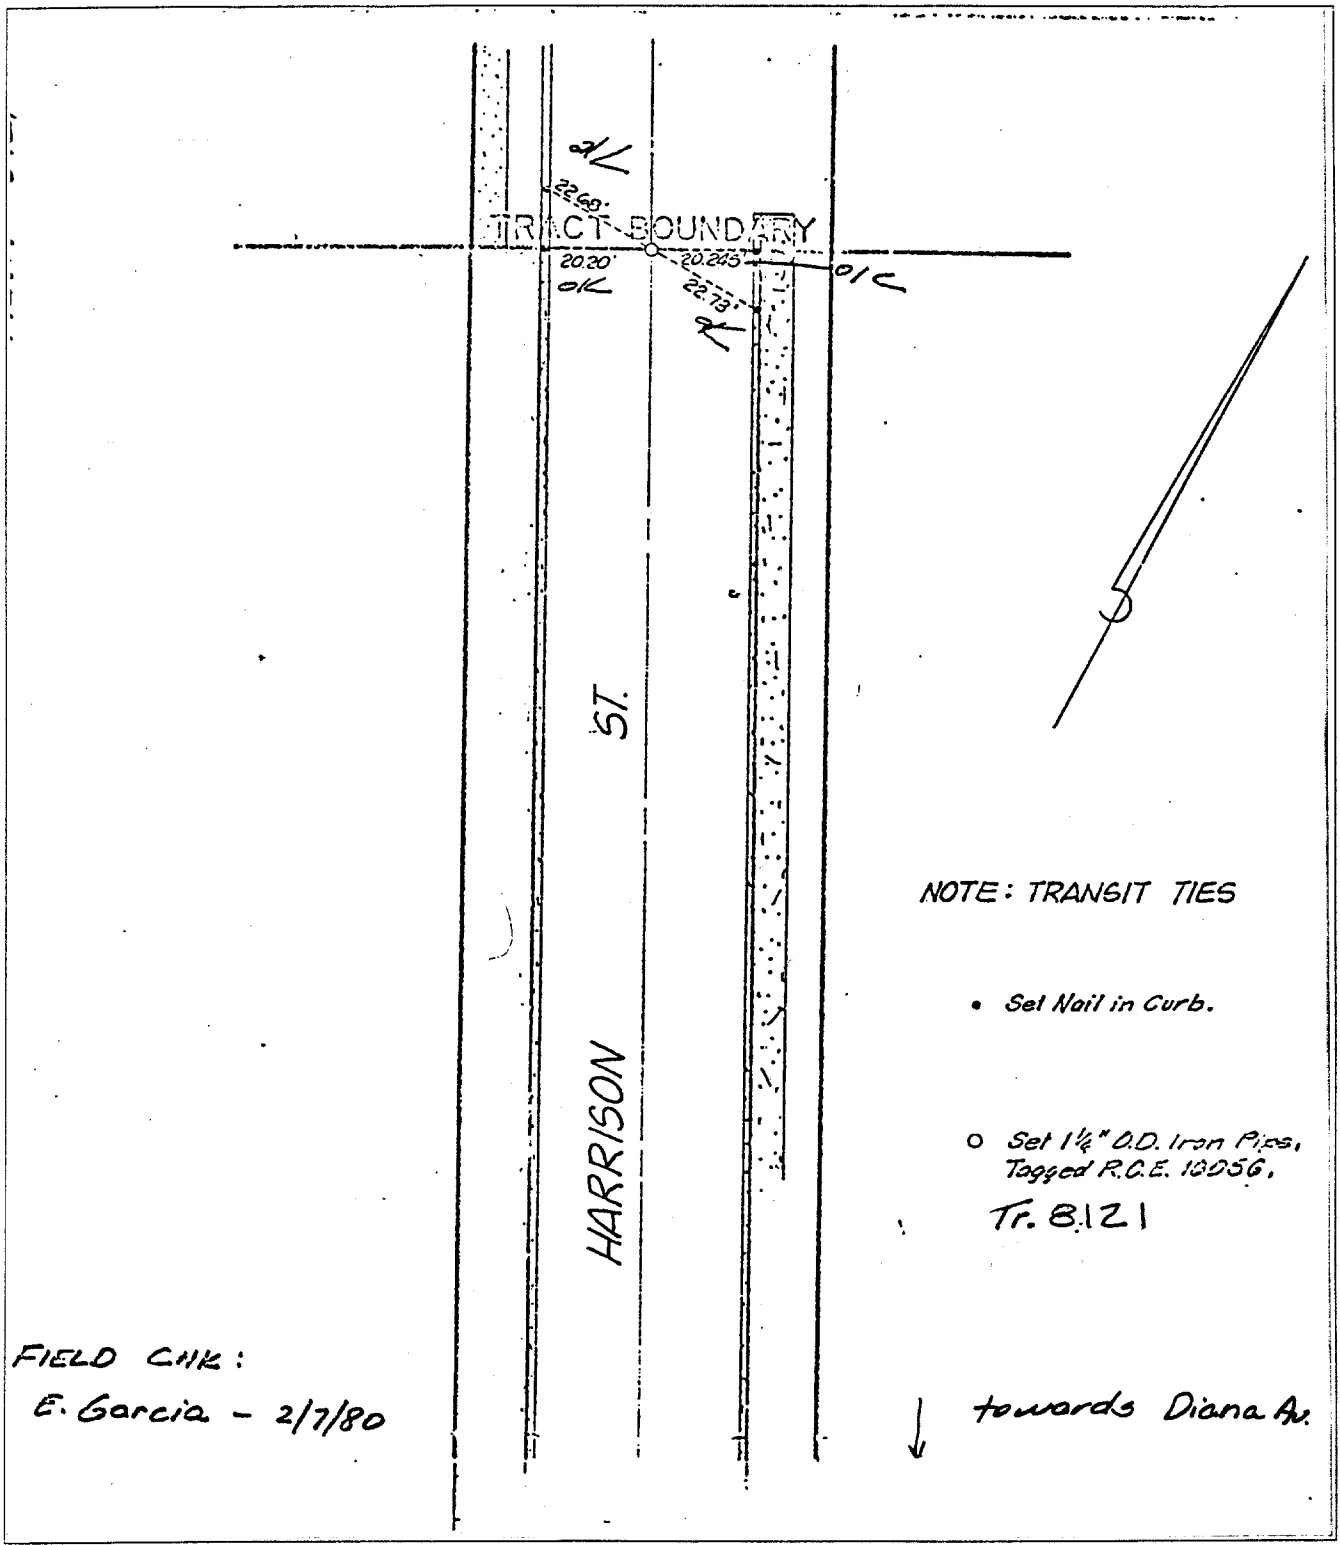 OK
22.68'
TRACT BOUNDARY
20.20'
20.245'
OK
OK
22.73'
OK
ST.
HARRISON
NOTE: TRANSIT TIES
• Set Nail in Curb.
○ Set 1¼" O.D. Iron Pipe,
Tagged R.C.E. 10056.
Tr. 8121
FIELD CHK:
E. Garcia - 2/7/80
towards Diana Av.